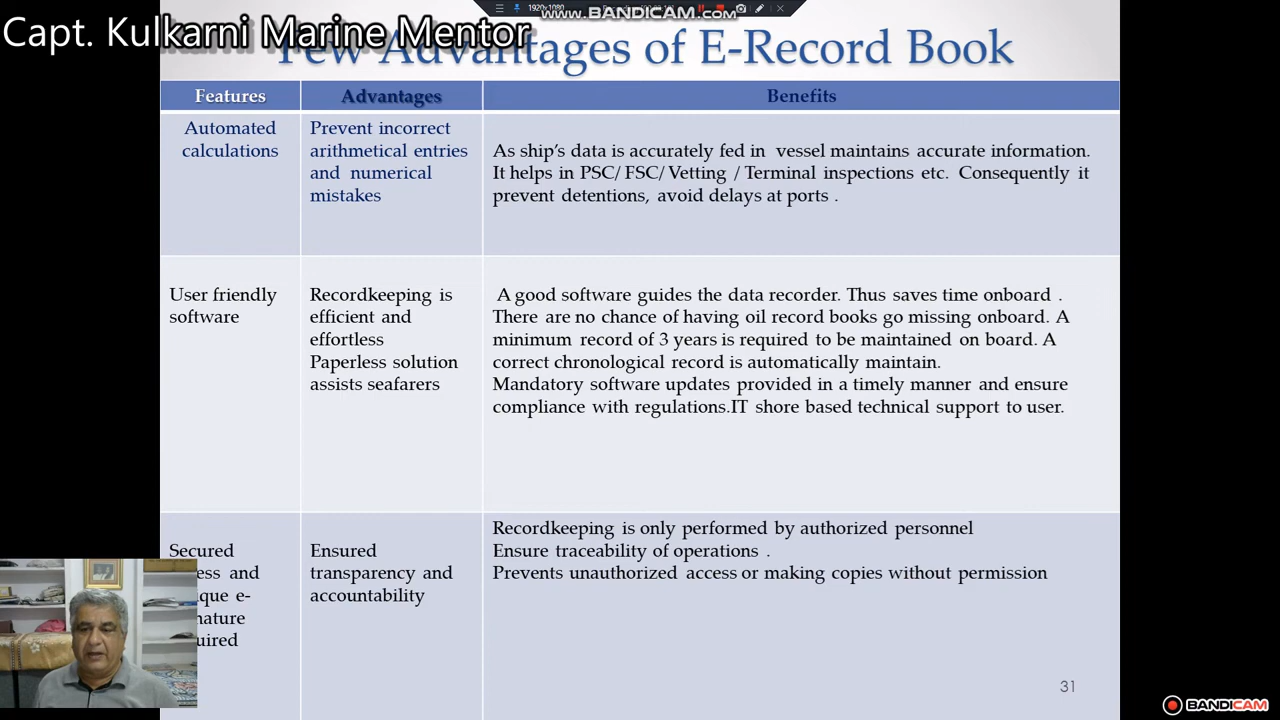 1920x1080
www.BANDICAM.com
Capt. Kulkarni Marine Mentor
Few Advantages of E-Record Book
Features
Advantages
Benefits
Automated
calculations
Prevent incorrect
arithmetical entries
and numerical
mistakes
As ship's data is accurately fed in vessel maintains accurate information.
It helps in PSC/ FSC/ Vetting / Terminal inspections etc. Consequently it
prevent detentions, avoid delays at ports .
User friendly
software
Recordkeeping is
efficient and
effortless
Paperless solution
assists seafarers
A good software guides the data recorder. Thus saves time onboard .
There are no chance of having oil record books go missing onboard. A
minimum record of 3 years is required to be maintained on board. A
correct chronological record is automatically maintain.
Mandatory software updates provided in a timely manner and ensure
compliance with regulations.IT shore based technical support to user.
Secured
ess and
que e-
nature
uired
Ensured
transparency and
accountability
Recordkeeping is only performed by authorized personnel
Ensure traceability of operations .
Prevents unauthorized access or making copies without permission
31
BANDICAM